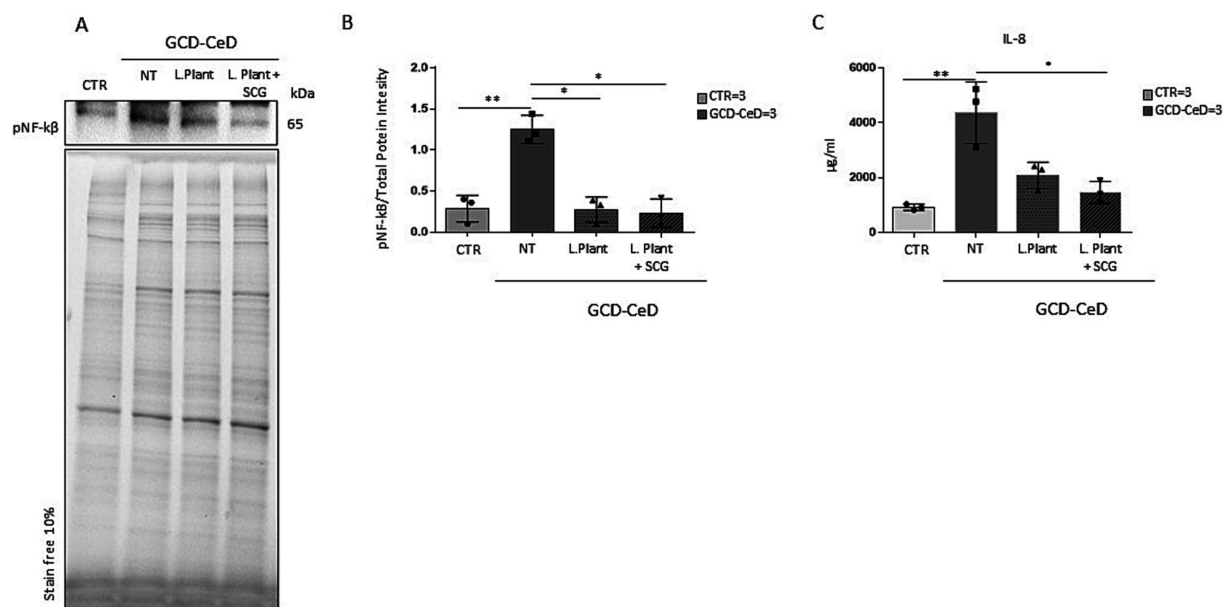 A
GCD-CeD
CTR
NT
L.Plant
L. Plant +
SCG
kDa
pNF-kβ
65
Stain free 10%
B
pNF-kB/Total Potein Intesity
2.0
1.5
1.0
0.5
0.0
**
*
*
CTR
NT
L.Plant
L. Plant
+ SCG
GCD-CeD
CTR=3
GCD-CeD=3
C
IL-8
µg/ml
6000
4000
2000
0
**
*
CTR
NT
L.Plant
L. Plant
+ SCG
GCD-CeD
CTR=3
GCD-CeD=3